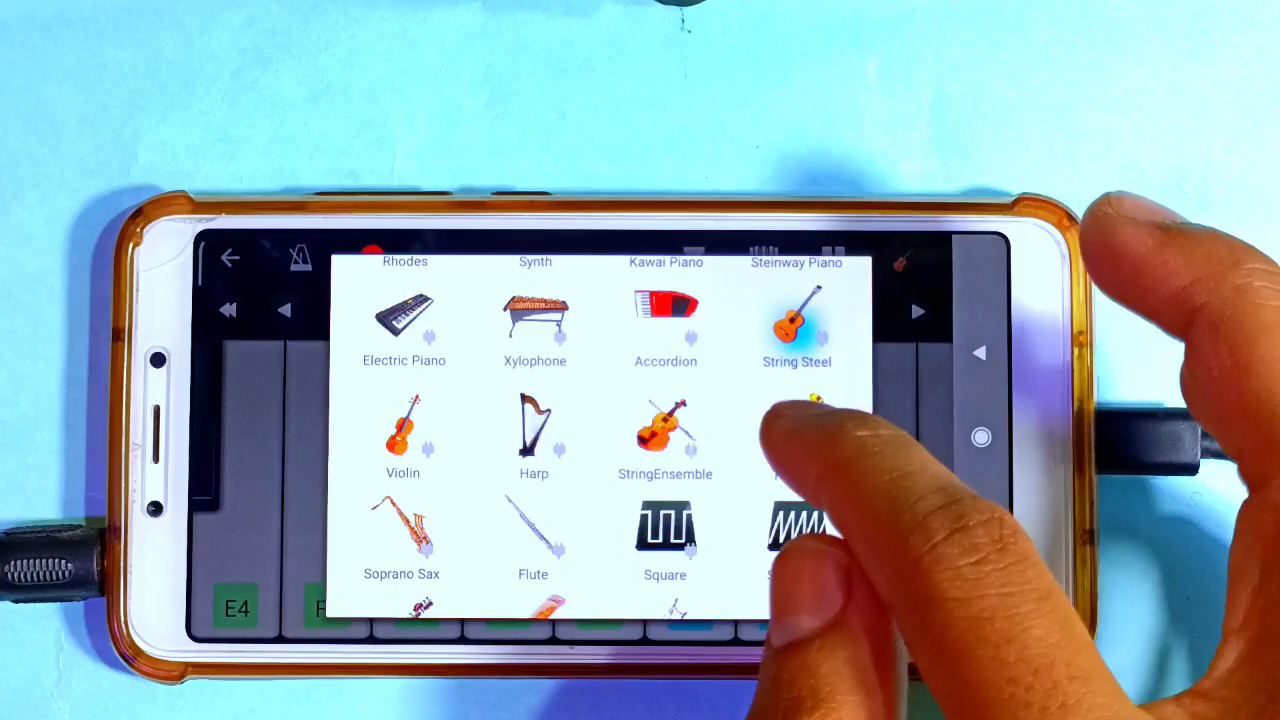 Rhodes Synth Kawai Piano Steinway Piano
Electric Piano Xylophone Accordion String Steel
Violin Harp StringEnsemble
Soprano Sax Flute Square
E4 F